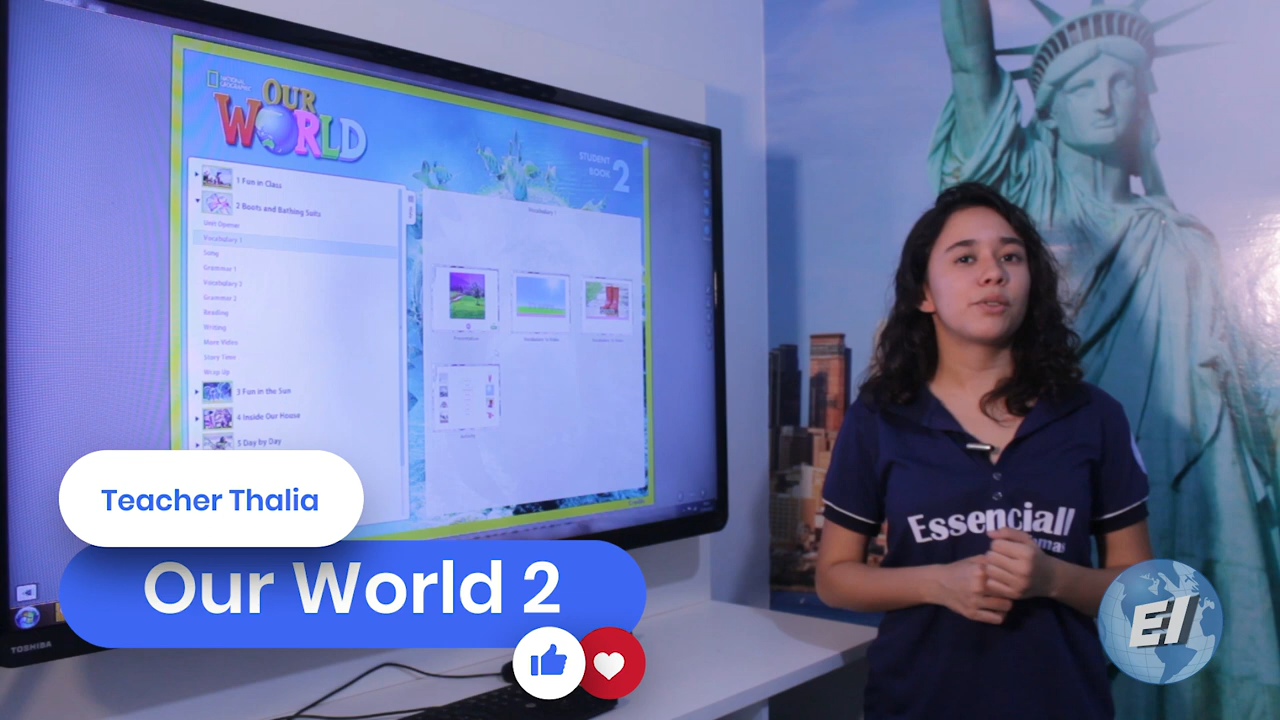 NATIONAL
GEOGRAPHIC
OUR
WORLD
STUDENT
BOOK 2
1 Fun in Class
2 Boots and Bathing Suits
Unit Opener
Vocabulary 1
Song
Grammar 1
Vocabulary 2
Grammar 2
Reading
Writing
More Video
Story Time
Wrap Up
3 Fun in the Sun
4 Inside Our House
5 Day by Day
Vocabulary 1
TOSHIBA
Teacher Thalia
Our World 2
Essenciall
EI